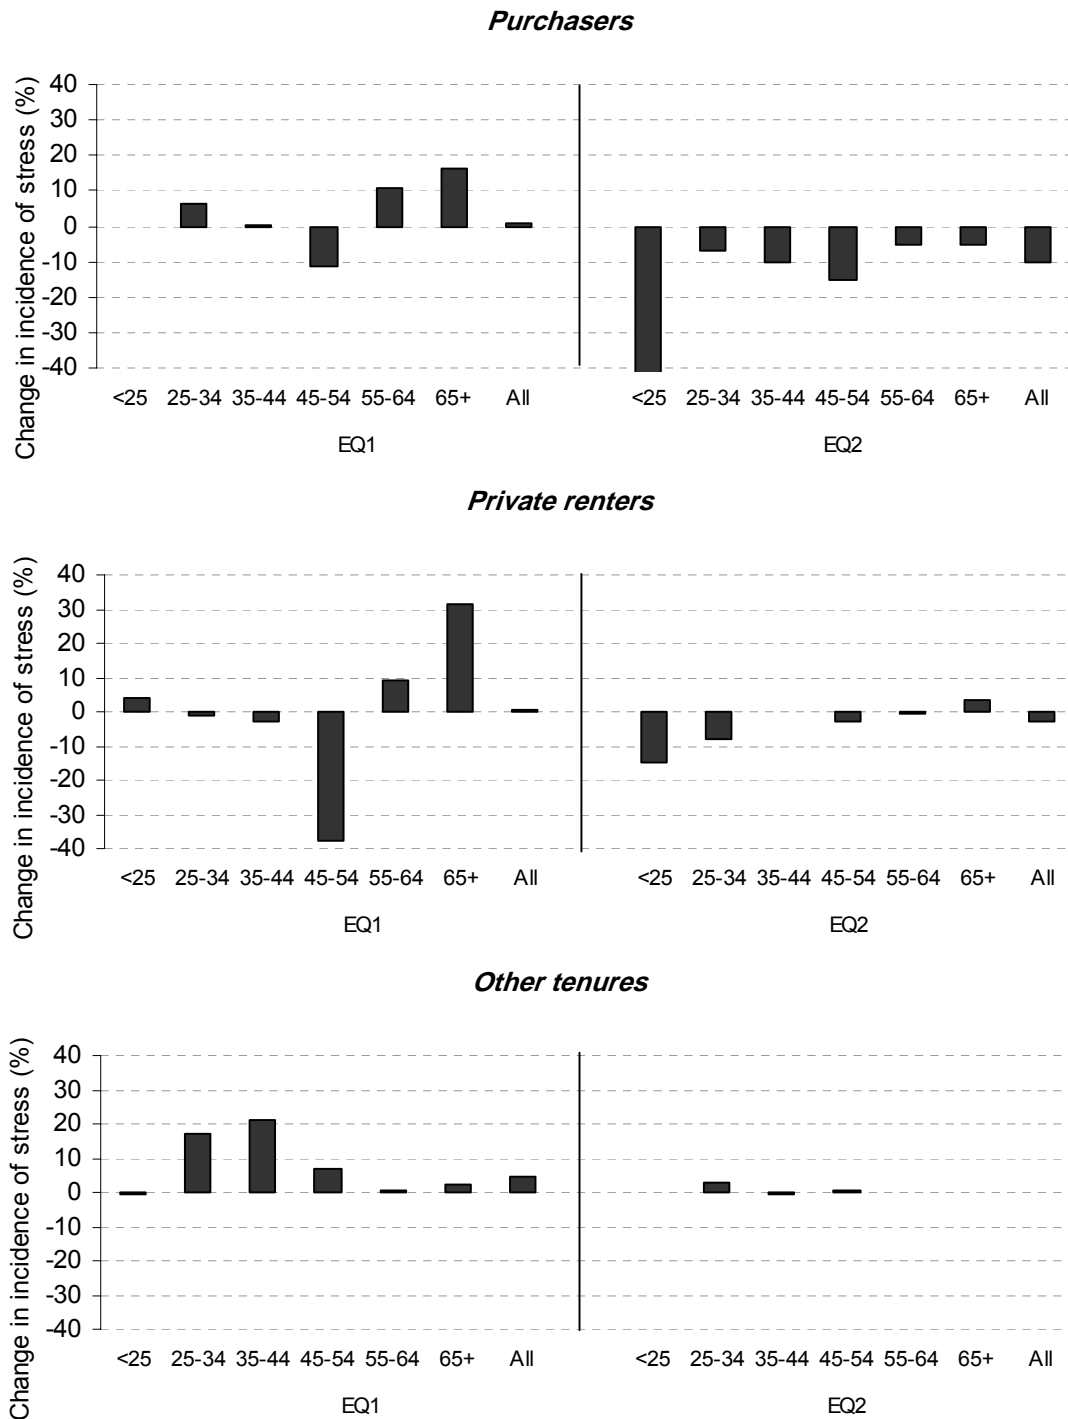 Purchasers
Change in incidence of stress (%)
40
30
20
10
0
-10
-20
-30
-40
<25 25-34 35-44 45-54 55-64 65+ All <25 25-34 35-44 45-54 55-64 65+ All
EQ1 EQ2
Private renters
Change in incidence of stress (%)
40
30
20
10
0
-10
-20
-30
-40
<25 25-34 35-44 45-54 55-64 65+ All <25 25-34 35-44 45-54 55-64 65+ All
EQ1 EQ2
Other tenures
Change in incidence of stress (%)
40
30
20
10
0
-10
-20
-30
-40
<25 25-34 35-44 45-54 55-64 65+ All <25 25-34 35-44 45-54 55-64 65+ All
EQ1 EQ2